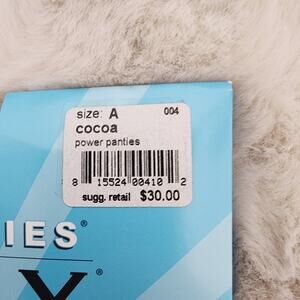 size: A 004
cocoa
power panties
8 15524 00410 2
sugg. retail $30.00
IES®
X®